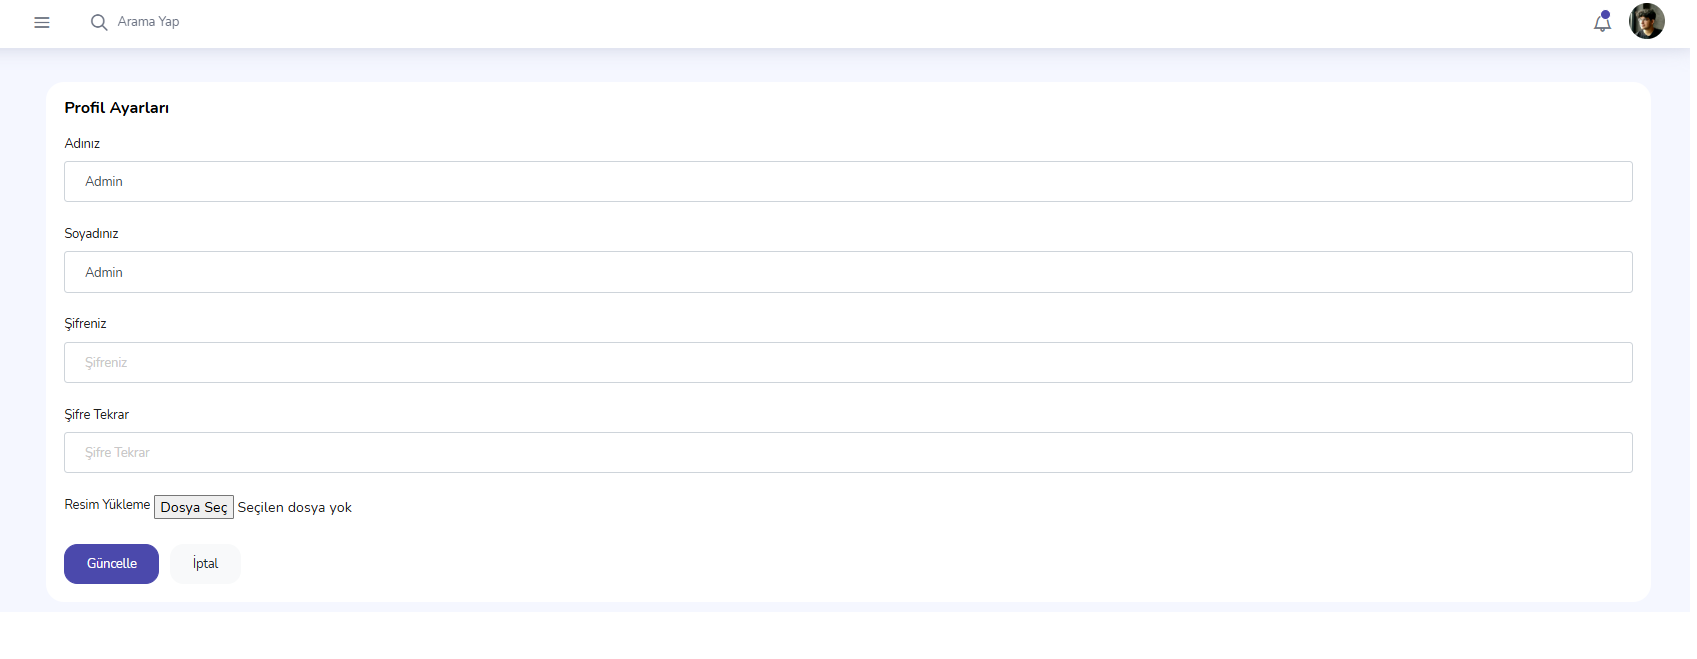 Arama Yap
Profil Ayarları
Adınız
Admin
Soyadınız
Admin
Şifreniz
Şifreniz
Şifre Tekrar
Şifre Tekrar
Resim Yükleme Dosya Seç Seçilen dosya yok
Güncelle İptal